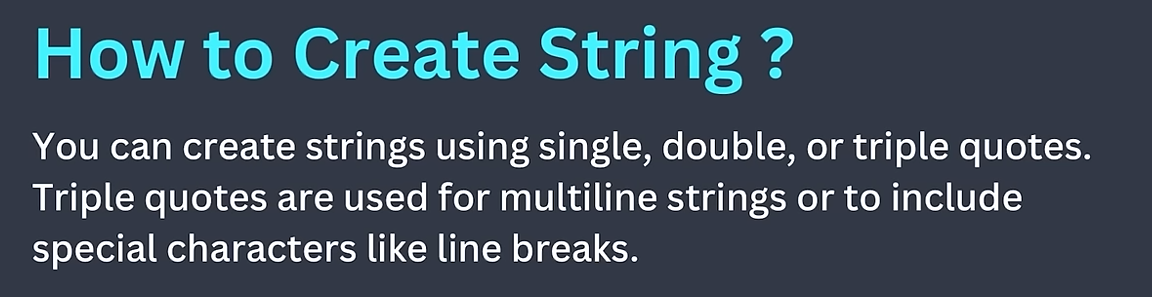 How to Create String ?
You can create strings using single, double, or triple quotes.
Triple quotes are used for multiline strings or to include
special characters like line breaks.